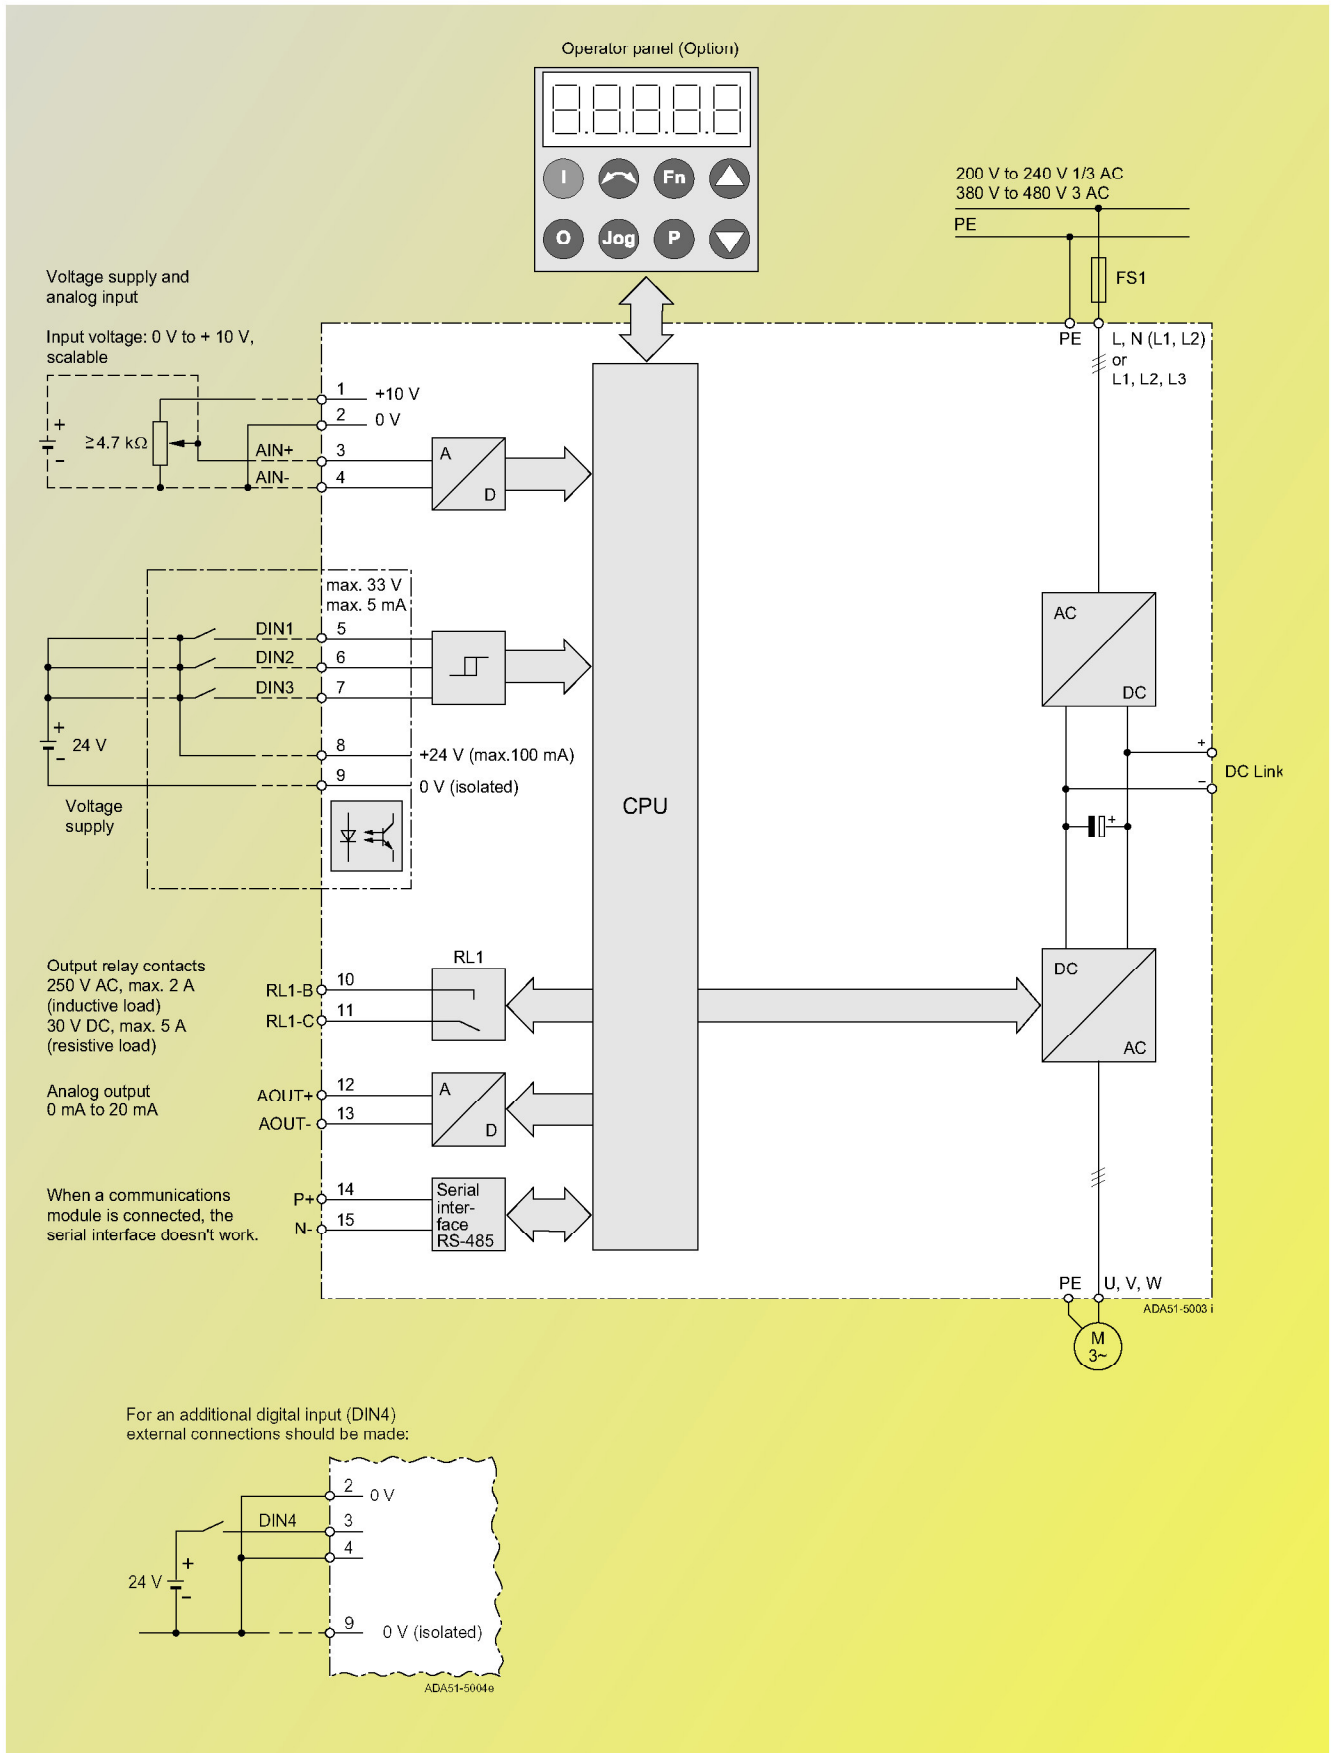 Operator panel (Option)
I
Fn
O
Jog
P
200 V to 240 V 1/3 AC
380 V to 480 V 3 AC
PE
FS1
Voltage supply and
analog input
Input voltage: 0 V to + 10 V,
scalable
PE
L, N (L1, L2)
or
L1, L2, L3
1
+10 V
2
0 V
+
≥4.7 kΩ
-
AIN+
3
AIN-
4
A
D
max. 33 V
max. 5 mA
DIN1
5
DIN2
6
DIN3
7
+
24 V
-
8
+24 V (max.100 mA)
9
0 V (isolated)
Voltage
supply
CPU
AC
DC
+
DC Link
-
+
DC
AC
Output relay contacts
250 V AC, max. 2 A
(inductive load)
30 V DC, max. 5 A
(resistive load)
RL1
RL1-B
10
RL1-C
11
Analog output
0 mA to 20 mA
AOUT+
12
AOUT-
13
A
D
When a communications
module is connected, the
serial interface doesn't work.
P+
14
N-
15
Serial
inter-
face
RS-485
PE
U, V, W
ADA51-5003 i
M
3~
For an additional digital input (DIN4)
external connections should be made:
2
0 V
DIN4
3
4
+
24 V
-
9
0 V (isolated)
ADA51-5004e